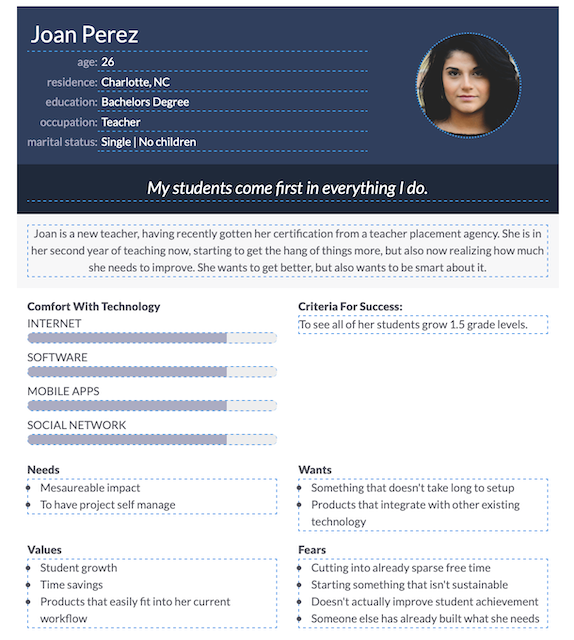 Joan Perez
age: 26
residence: Charlotte, NC
education: Bachelors Degree
occupation: Teacher
marital status: Single | No children
My students come first in everything I do.
Joan is a new teacher, having recently gotten her certification from a teacher placement agency. She is in
her second year of teaching now, starting to get the hang of things more, but also now realizing how much
she needs to improve. She wants to get better, but also wants to be smart about it.
Comfort With Technology
INTERNET
SOFTWARE
MOBILE APPS
SOCIAL NETWORK
Criteria For Success:
To see all of her students grow 1.5 grade levels.
Needs
Mesaureable impact
To have project self manage
Wants
Something that doesn't take long to setup
Products that integrate with other existing
technology
Values
Student growth
Time savings
Products that easily fit into her current
workflow
Fears
Cutting into already sparse free time
Starting something that isn't sustainable
Doesn't actually improve student achievement
Someone else has already built what she needs